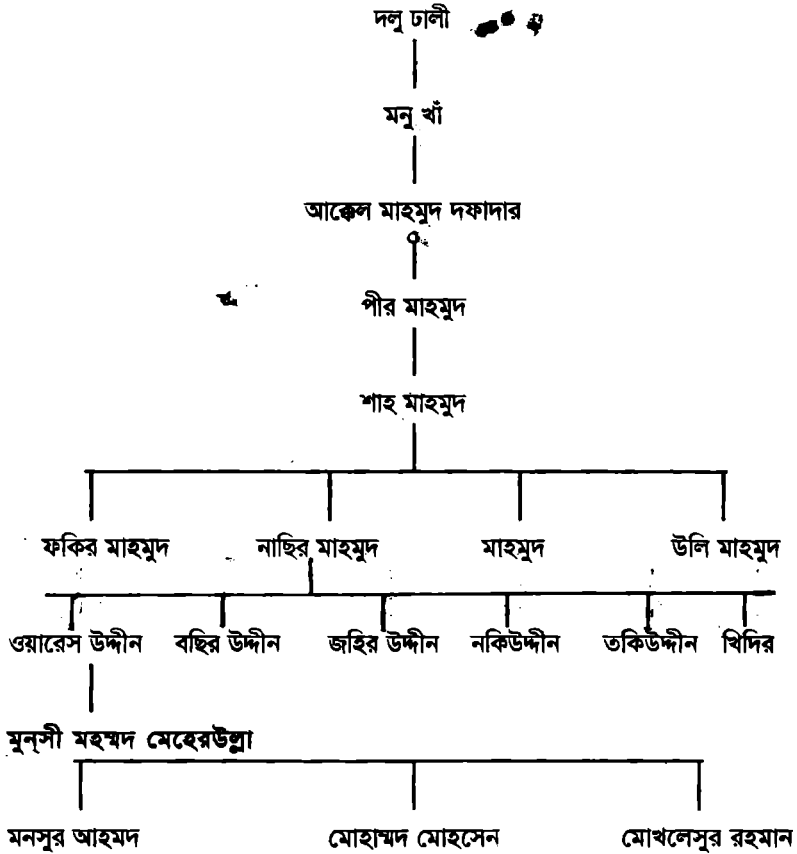 দলু ঢালী
মনু খাঁ
আক্কেল মাহমুদ দফাদার
পীর মাহমুদ
শাহ মাহমুদ
ফকির মাহমুদ নাছির মাহমুদ মাহমুদ উলি মাহমুদ
ওয়ারেস উদ্দীন বছির উদ্দীন জহির উদ্দীন নকিউদ্দীন তকিউদ্দীন খিদির
মুন্সী মহম্মদ মেহেরউল্লা
মনসুর আহমদ মোহাম্মদ মোহসেন মোখলেসুর রহমান